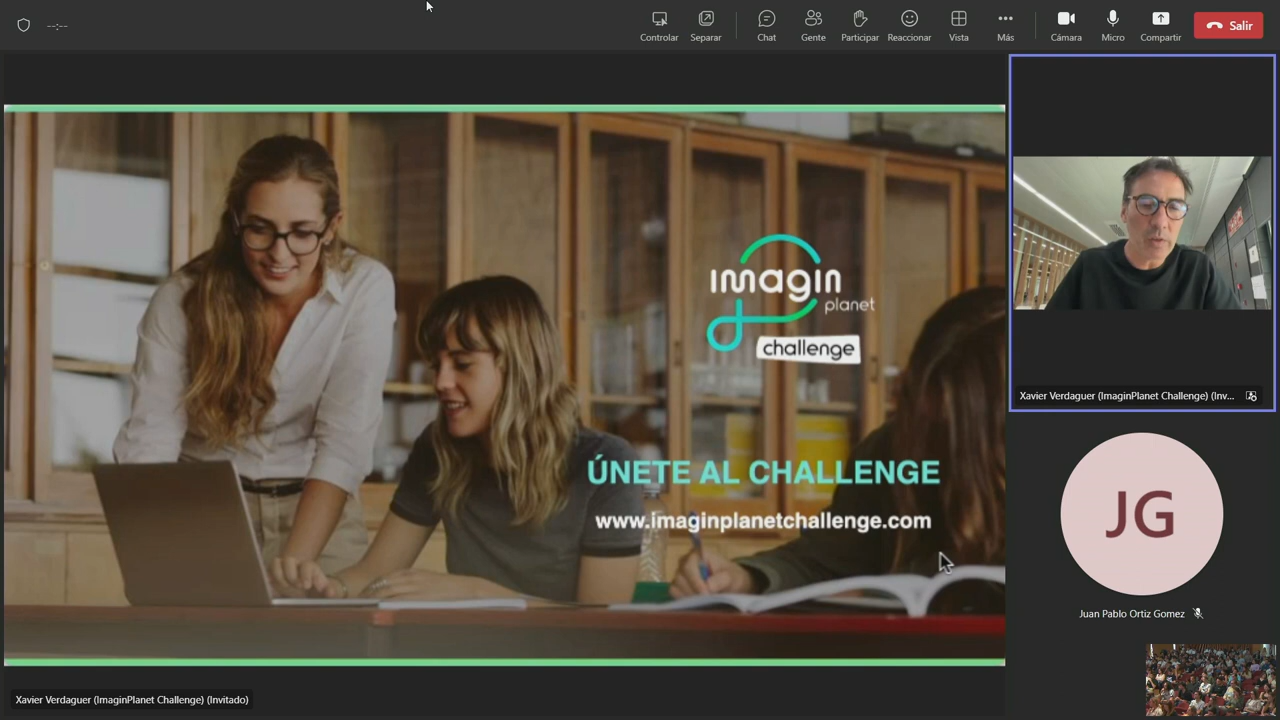 --:--
Controlar
Separar
Chat
Gente
Participar
Reaccionar
Vista
Más
Cámara
Micro
Compartir
Salir
imagin
planet
challenge
ÚNETE AL CHALLENGE
www.imaginplanetchallenge.com
Xavier Verdaguer (ImaginPlanet Challenge) (Inv...
JG
Juan Pablo Ortiz Gomez
Xavier Verdaguer (ImaginPlanet Challenge) (Invitado)